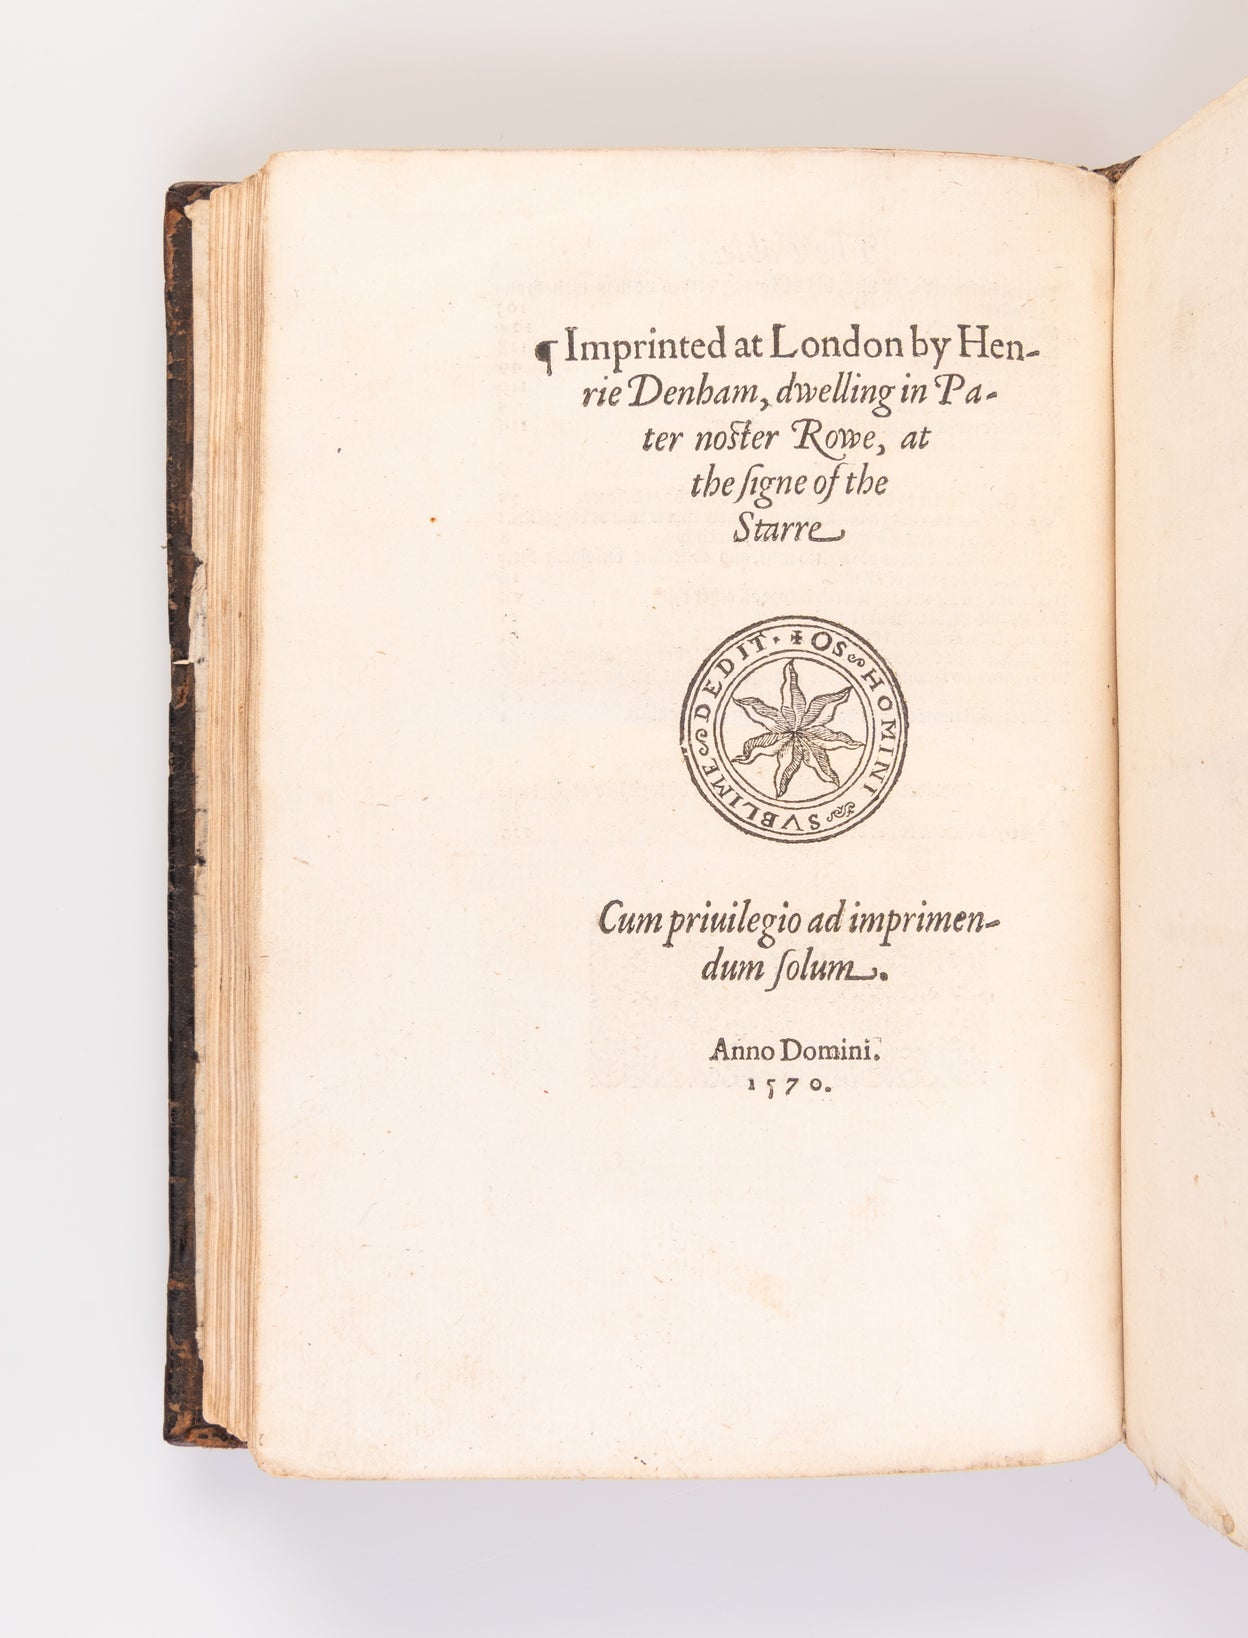 ¶Imprinted at London by Hen-
rie Denham, dwelling in Pa-
ter noſter Rowe, at
the ſigne of the
Starre
✠ OS HOMINI SVBLIME DEDIT.
Cum priuilegio ad imprimen-
dum ſolum.
Anno Domini.
1570.